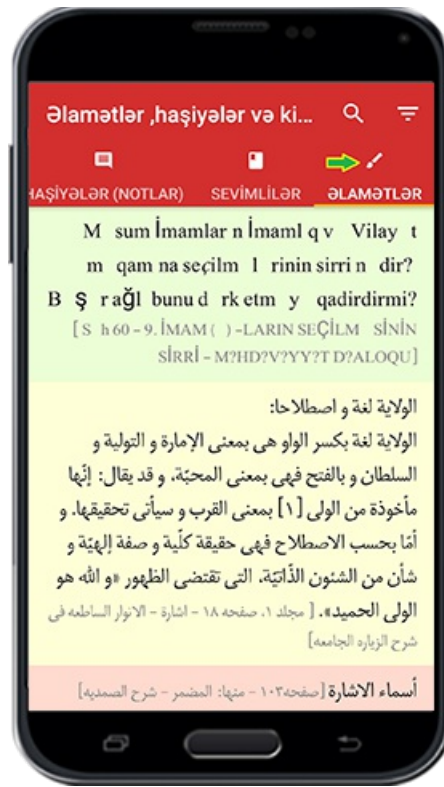 Əlamətlər ,haşiyələr və ki...
HAŞİYƏLƏR (NOTLAR) SEVİMLİLƏR ƏLAMƏTLƏR
M sum İmamlar n İmaml q v Vilay t
m qam na seçilm l rinin sirri n dir?
B Ş r ağl bunu d rk etm y qadirdirmi?
[ S h 60 - 9. İMAM ( ) -LARIN SEÇİLM SİNİN
SİRRİ – M?HD?V?YY?T D?ALOQU]
الولاية لغة و اصطلاحا:
الولاية لغة بكسر الواو هى بمعنى الإمارة و التولية و
السلطان و بالفتح فهى بمعنى المحبّة. و قد يقال: إنّها
مأخوذة من الولى [۱] بمعنى القرب و سيأتى تحقيقها. و
أمّا بحسب الاصطلاح فهى حقيقة كلّية و صفة إلهيّة و
شأن من الشئون الذّاتيّة، التى تقتضى الظهور «و الله هو
الولى الحميد». [ مجلد ۱، صفحه ۱۸ - اشارة - الانوار الساطعه فى
شرح الزياره الجامعه]
أسماء الاشارة [صفحه۱۰۳ - منها: المضمر - شرح الصمديه]